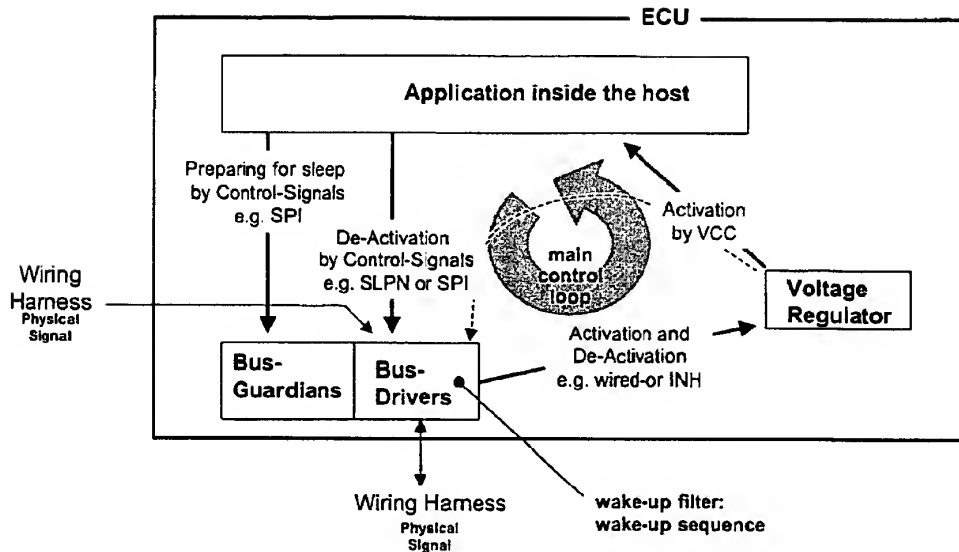 ECU
Application inside the host
Preparing for sleep
by Control-Signals
e.g. SPI
De-Activation
by Control-Signals
e.g. SLPN or SPI
main
control
loop
Activation
by VCC
Wiring
Harness
Physical
Signal
Voltage
Regulator
Activation and
De-Activation
e.g. wired-or INH
Bus-
Guardians
Bus-
Drivers
Wiring Harness
Physical
Signal
wake-up filter:
wake-up sequence